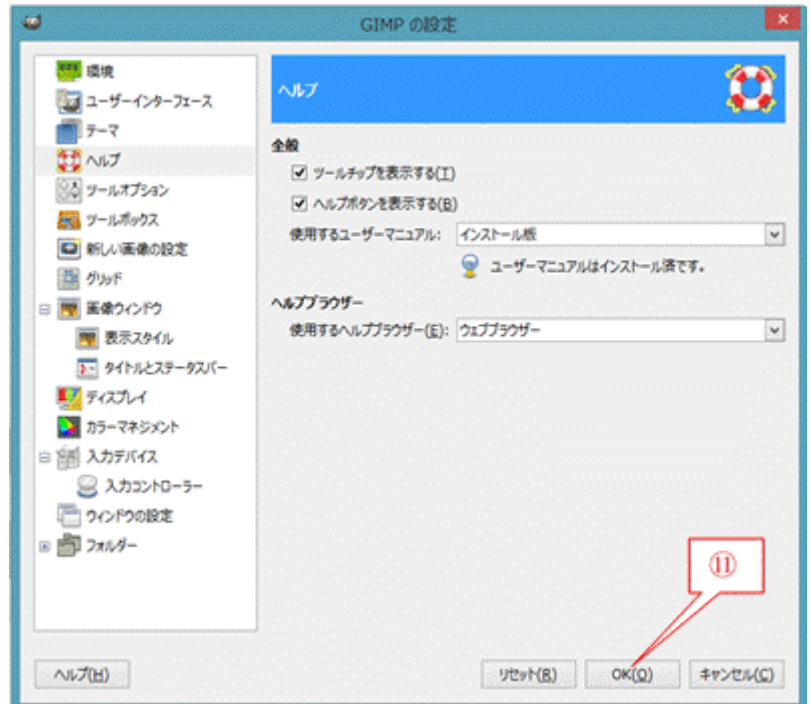 GIMP の設定
環境
ユーザーインターフェース
テーマ
ヘルプ
ツールオプション
ツールボックス
新しい画像の設定
グリッド
画像ウィンドウ
表示スタイル
タイトルとステータスバー
ディスプレイ
カラーマネジメント
入力デバイス
入力コントローラー
ウィンドウの設定
フォルダー
ヘルプ
全般
ツールチップを表示する(T)
ヘルプボタンを表示する(B)
使用するユーザーマニュアル: インストール板
ユーザーマニュアルはインストール済です。
ヘルプブラウザー
使用するヘルプブラウザー(E): ウェブブラウザー
⑪
ヘルプ(H) リセット(R) OK(O) キャンセル(C)